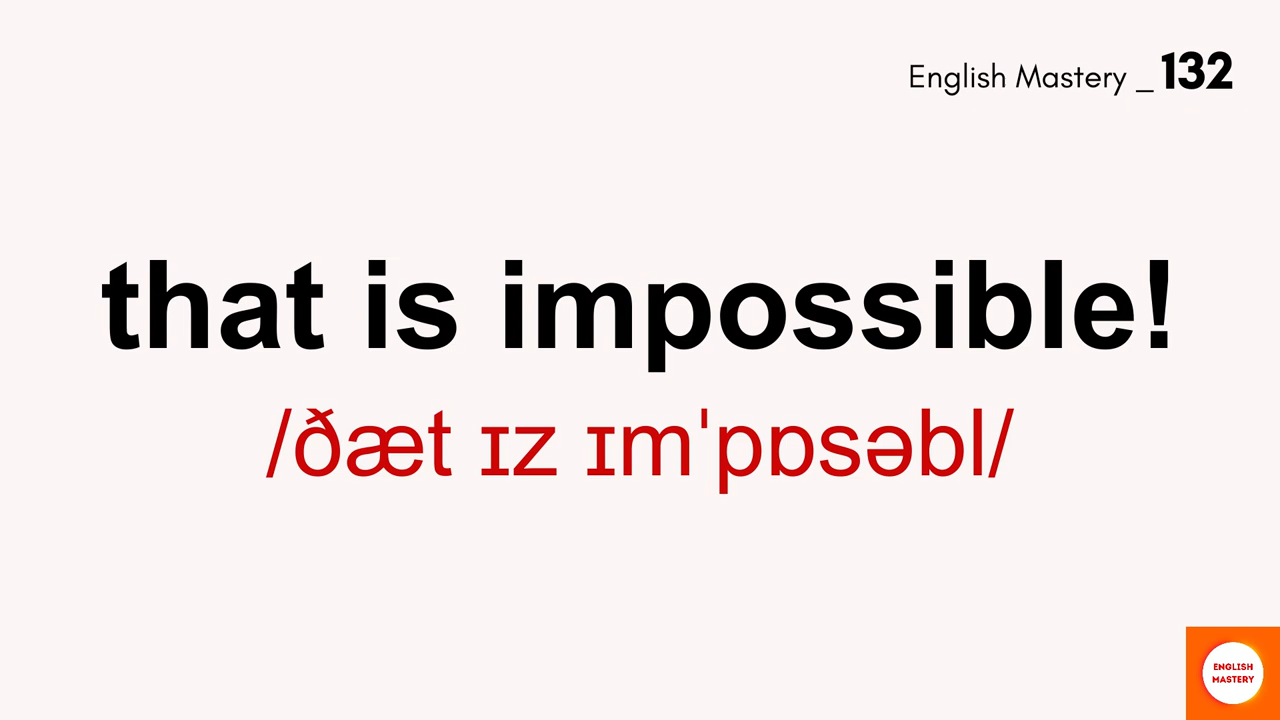 English Mastery _ 132
that is impossible!
/ðæt ɪz ɪmˈpɒsəbl/
ENGLISH
MASTERY